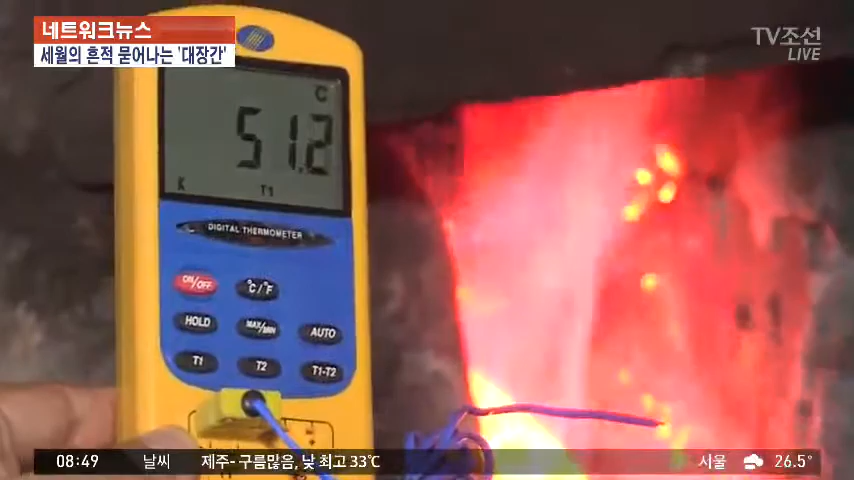 네트워크뉴스
세월의 흔적 묻어나는 '대장간'
TV조선
LIVE
C
51.2
K
T1
DIGITAL THERMOMETER
ON/OFF
°C/°F
HOLD
MAX/MIN
AUTO
T1
T2
T1-T2
08:49 날씨 제주- 구름많음, 낮 최고 33℃ 서울 26.5°